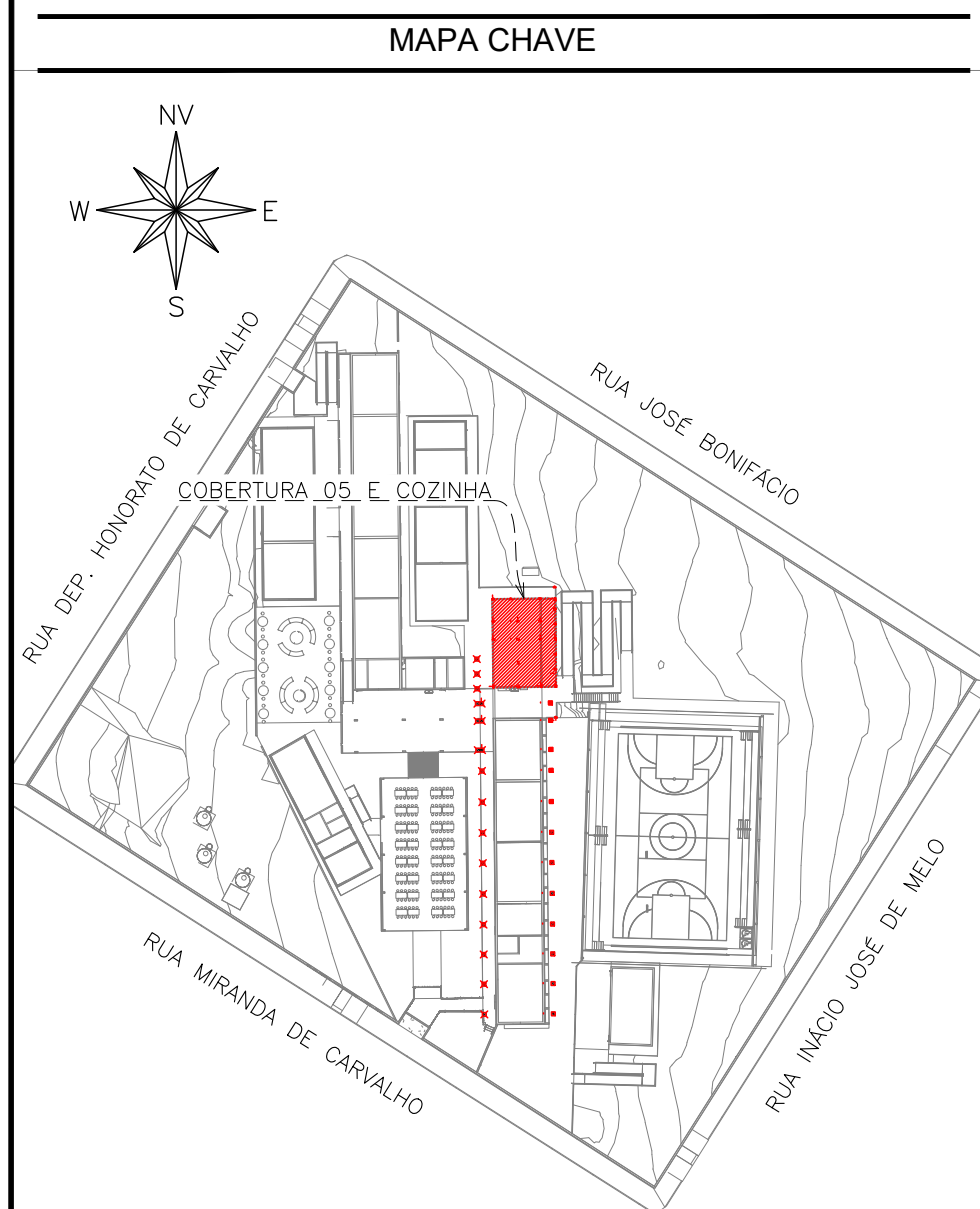 MAPA CHAVE
NV
W
E
S
RUA DEP. HONORATO DE CARVALHO
RUA JOSÉ BONIFÁCIO
COBERTURA 05 E COZINHA
RUA MIRANDA DE CARVALHO
RUA INÁCIO JOSÉ DE MELO